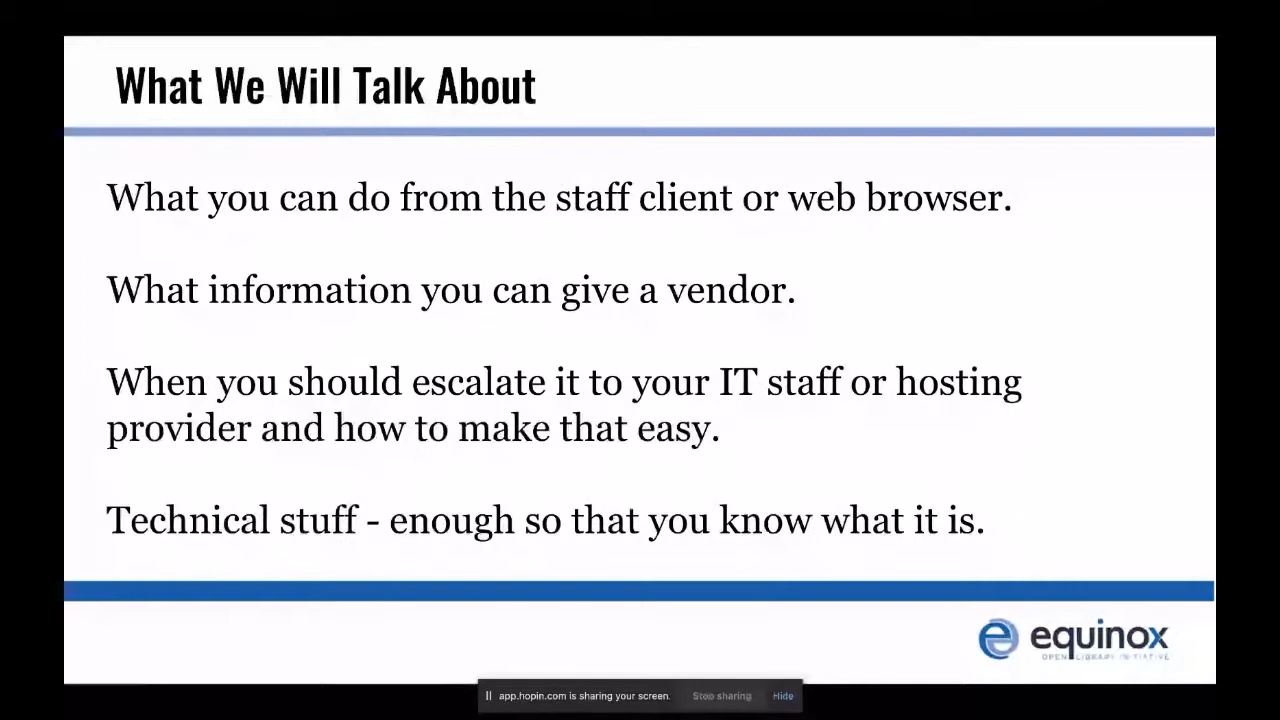 What We Will Talk About
What you can do from the staff client or web browser.
What information you can give a vendor.
When you should escalate it to your IT staff or hosting
provider and how to make that easy.
Technical stuff - enough so that you know what it is.
equinox
OPEN LIBRARY INITIATIVE
app.hopin.com is sharing your screen. Stop sharing Hide